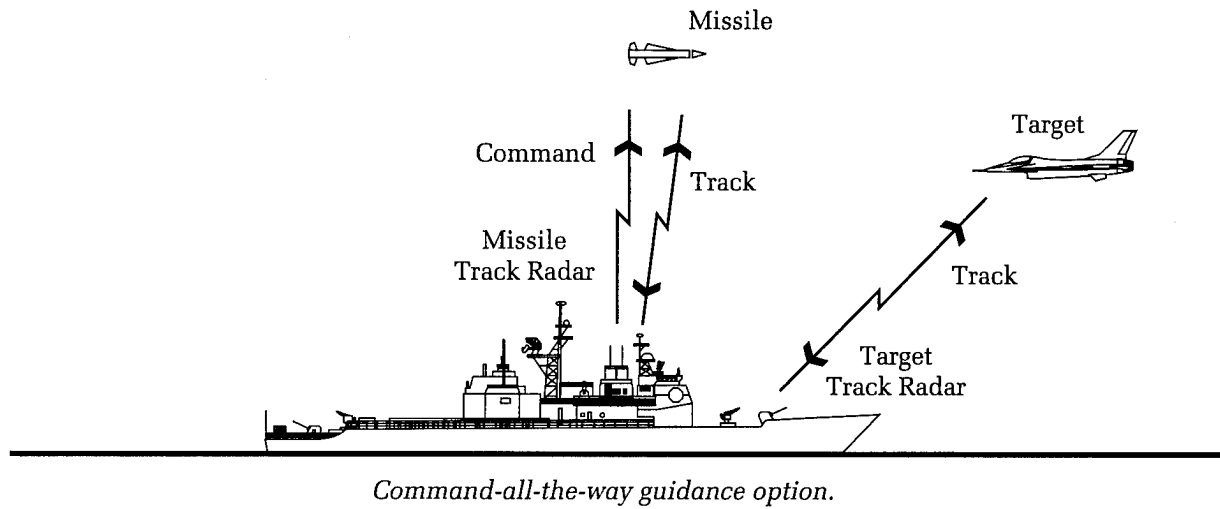 Missile
Target
Command
Track
Missile
Track Radar
Track
Target
Track Radar
Command-all-the-way guidance option.